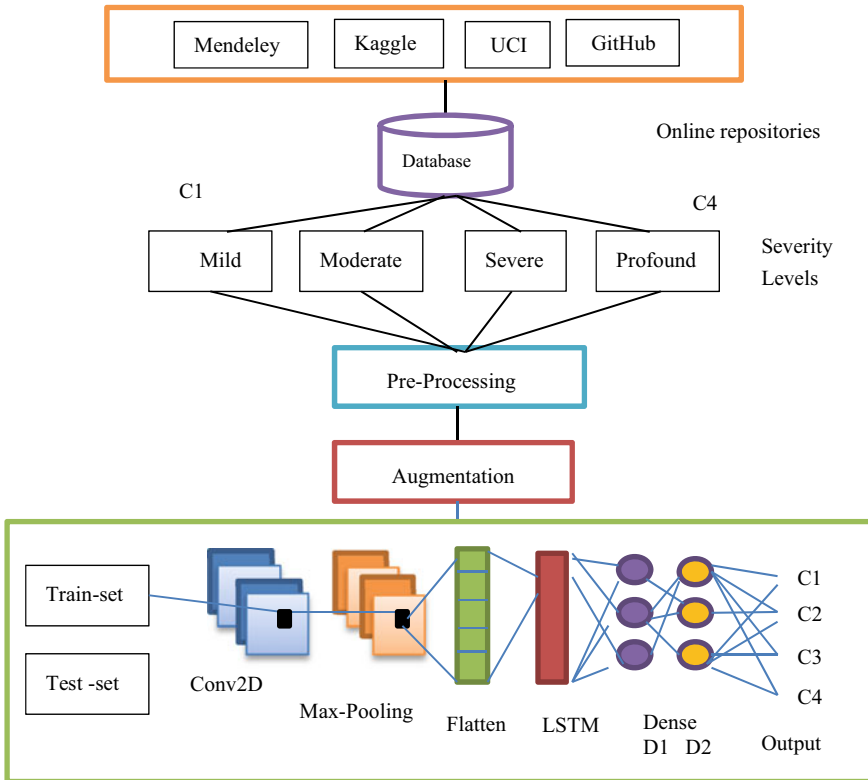 Mendeley
Kaggle
UCI
GitHub
Online repositories
Database
C1
C4
Mild
Moderate
Severe
Profound
Severity
Levels
Pre-Processing
Augmentation
Train-set
Test -set
Conv2D
Max-Pooling
Flatten
LSTM
Dense
D1 D2
C1
C2
C3
C4
Output